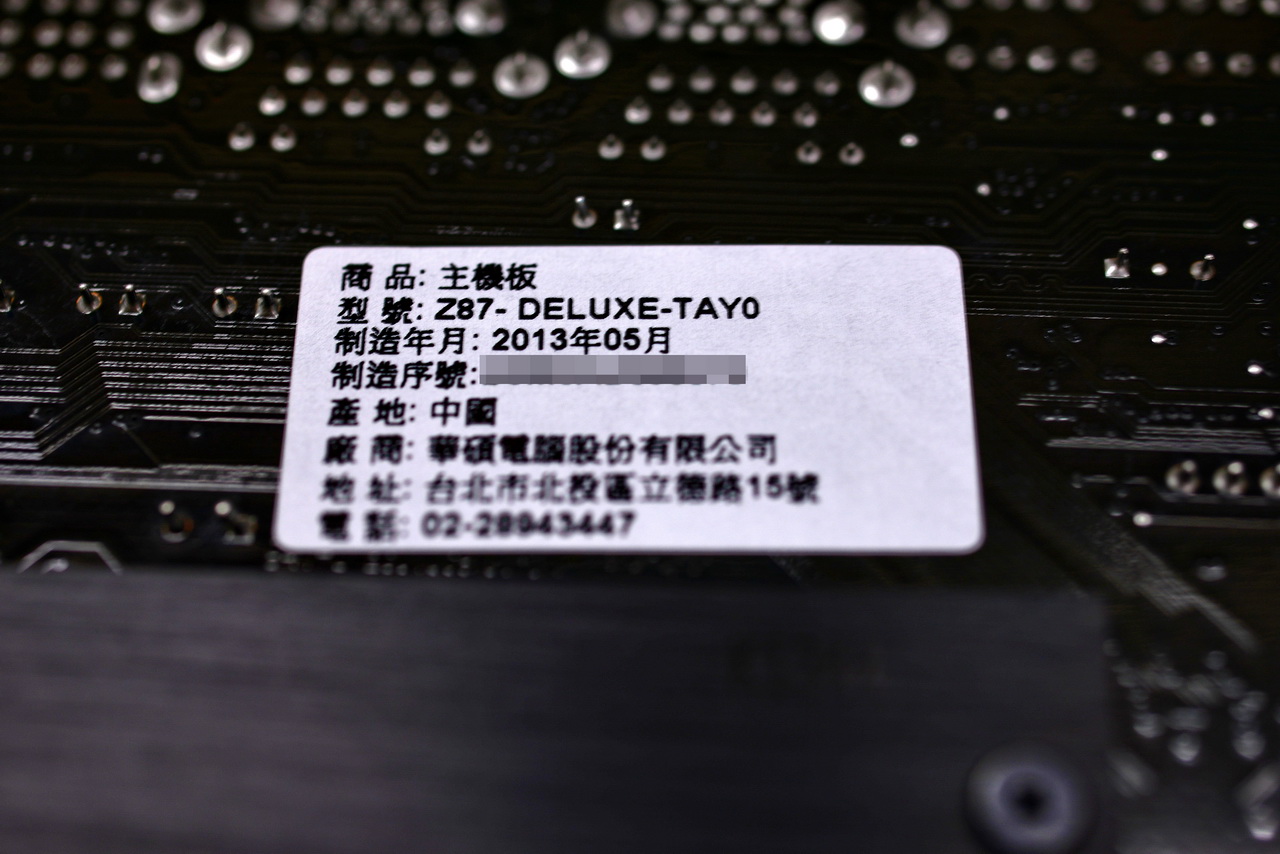 商 品: 主機板
型 號: Z87- DELUXE-TAY0
制造年月: 2013年05月
制造序號:
產 地: 中國
廠 商: 華碩電腦股份有限公司
地 址: 台北市北投區立德路15號
電 話: 02-28943447